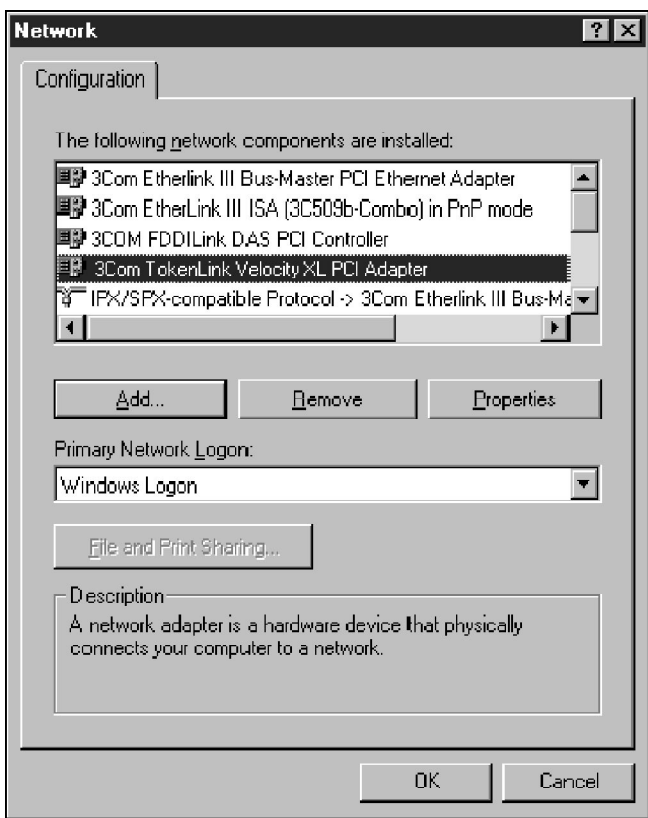 Network
Configuration
The following network components are installed:
3Com Etherlink III Bus-Master PCI Ethernet Adapter
3Com EtherLink III ISA (3C509b-Combo) in PnP mode
3COM FDDILink DAS PCI Controller
3Com TokenLink Velocity XL PCI Adapter
IPX/SPX-compatible Protocol -> 3Com Etherlink III Bus-Ma
Add... Remove Properties
Primary Network Logon:
Windows Logon
File and Print Sharing...
Description
A network adapter is a hardware device that physically
connects your computer to a network.
OK Cancel